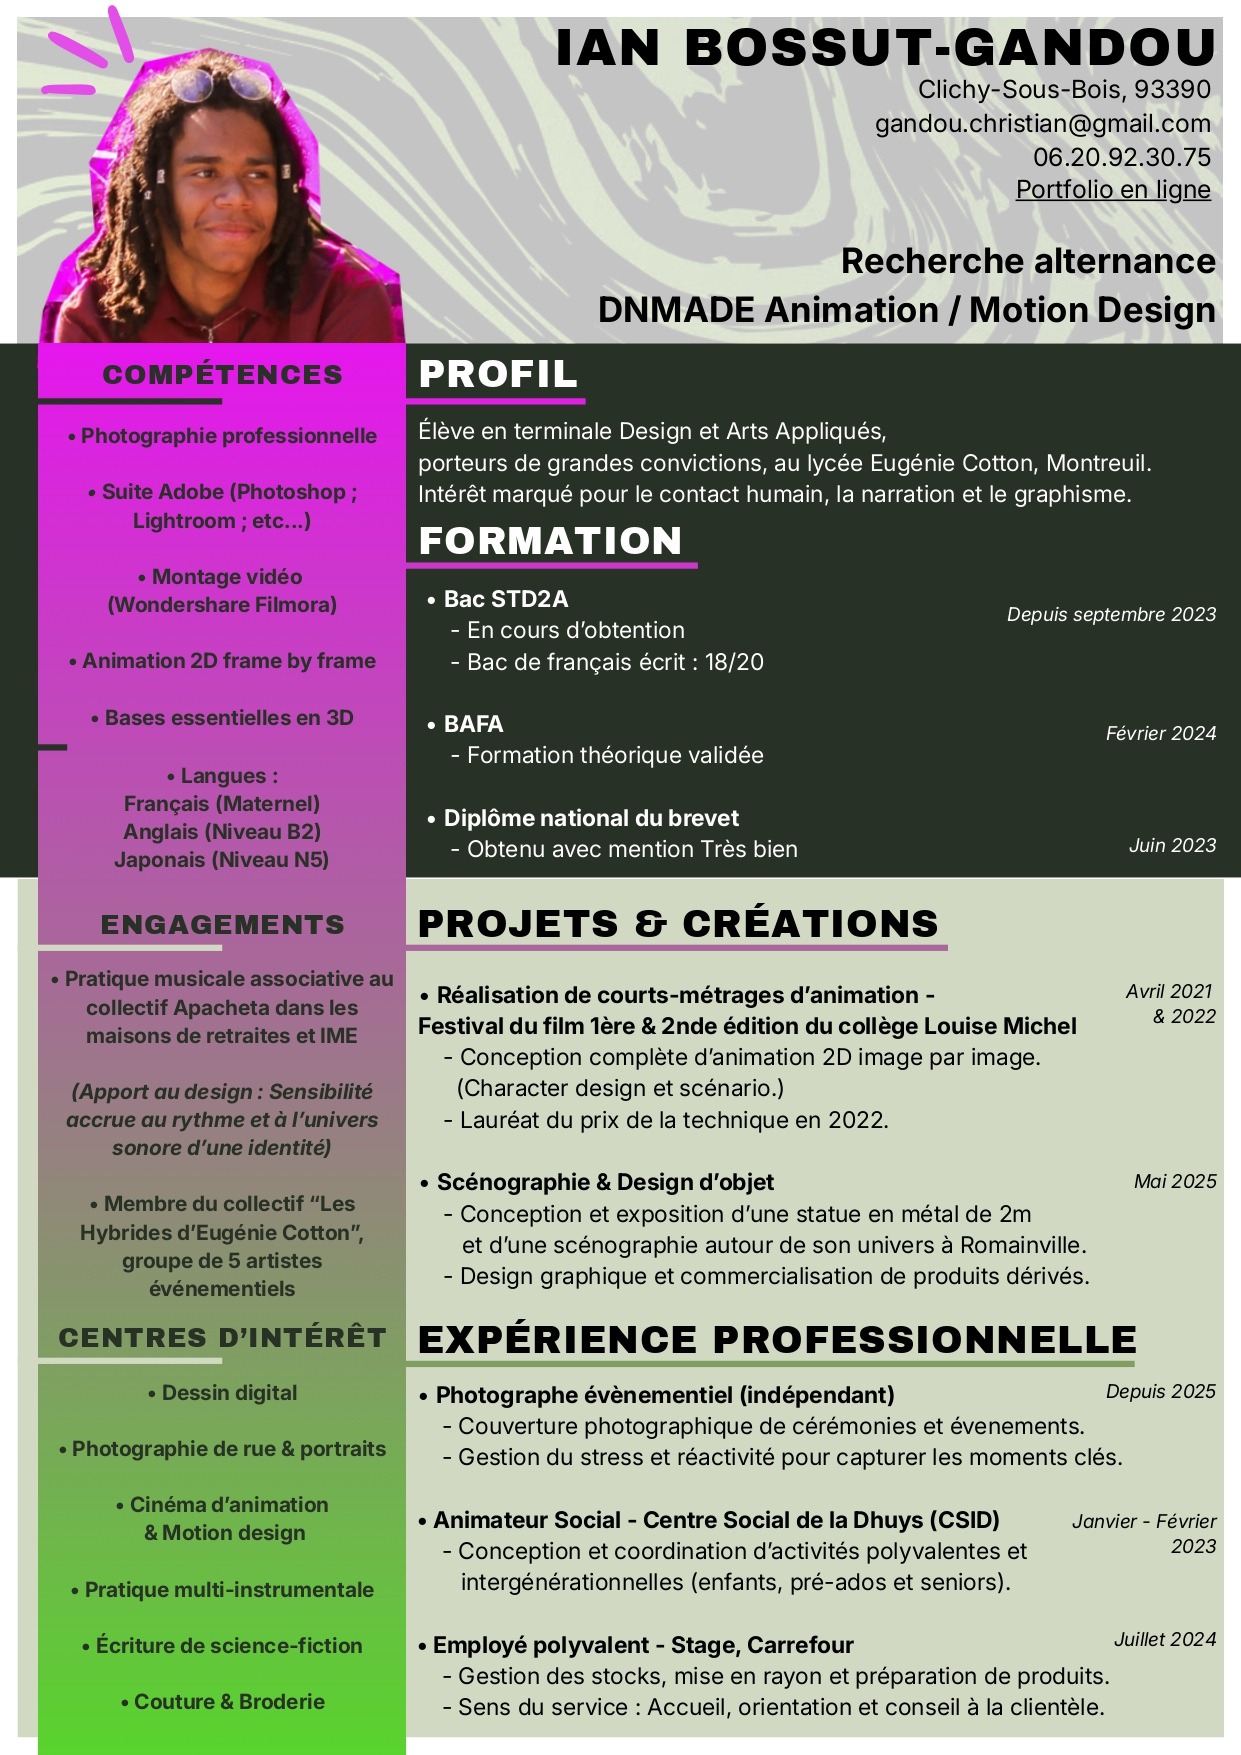 IAN BOSSUT-GANDOU
Clichy-Sous-Bois, 93390
gandou.christian@gmail.com
06.20.92.30.75
Portfolio en ligne
Recherche alternance
DNMADE Animation / Motion Design
COMPÉTENCES
• Photographie professionnelle
• Suite Adobe (Photoshop ;
Lightroom ; etc...)
• Montage vidéo
(Wondershare Filmora)
• Animation 2D frame by frame
• Bases essentielles en 3D
• Langues :
Français (Maternel)
Anglais (Niveau B2)
Japonais (Niveau N5)
ENGAGEMENTS
• Pratique musicale associative au
collectif Apacheta dans les
maisons de retraites et IME
(Apport au design : Sensibilité
accrue au rythme et à l’univers
sonore d’une identité)
• Membre du collectif “Les
Hybrides d’Eugénie Cotton”,
groupe de 5 artistes
événementiels
CENTRES D’INTÉRÊT
• Dessin digital
• Photographie de rue & portraits
• Cinéma d’animation
& Motion design
• Pratique multi-instrumentale
• Écriture de science-fiction
• Couture & Broderie
PROFIL
Élève en terminale Design et Arts Appliqués,
porteurs de grandes convictions, au lycée Eugénie Cotton, Montreuil.
Intérêt marqué pour le contact humain, la narration et le graphisme.
FORMATION
• Bac STD2A
Depuis septembre 2023
- En cours d’obtention
- Bac de français écrit : 18/20
• BAFA
Février 2024
- Formation théorique validée
• Diplôme national du brevet
Juin 2023
- Obtenu avec mention Très bien
PROJETS & CRÉATIONS
• Réalisation de courts-métrages d’animation -
Festival du film 1ère & 2nde édition du collège Louise Michel
Avril 2021
& 2022
- Conception complète d’animation 2D image par image.
(Character design et scénario.)
- Lauréat du prix de la technique en 2022.
• Scénographie & Design d’objet
Mai 2025
- Conception et exposition d’une statue en métal de 2m
et d’une scénographie autour de son univers à Romainville.
- Design graphique et commercialisation de produits dérivés.
EXPÉRIENCE PROFESSIONNELLE
• Photographe évènementiel (indépendant)
Depuis 2025
- Couverture photographique de cérémonies et évenements.
- Gestion du stress et réactivité pour capturer les moments clés.
• Animateur Social - Centre Social de la Dhuys (CSID)
Janvier - Février
2023
- Conception et coordination d’activités polyvalentes et
intergénérationnelles (enfants, pré-ados et seniors).
• Employé polyvalent - Stage, Carrefour
Juillet 2024
- Gestion des stocks, mise en rayon et préparation de produits.
- Sens du service : Accueil, orientation et conseil à la clientèle.